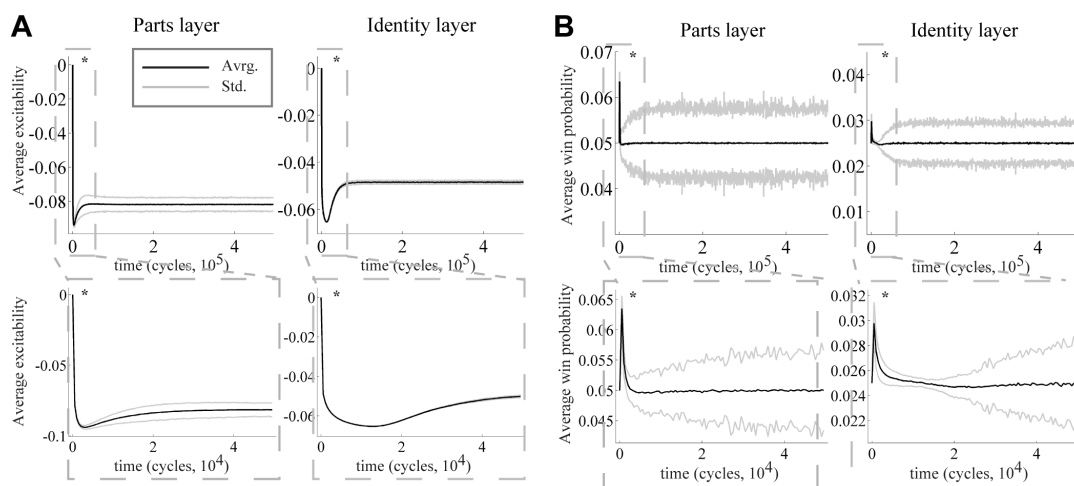 A
Parts layer
Identity layer
B
Parts layer
Identity layer
*
Avrg.
Std.
0
-0.02
-0.04
-0.06
-0.08
Average excitability
0 2 4
time (cycles, 10^5)
*
0
-0.02
-0.04
-0.06
0 2 4
time (cycles, 10^5)
*
0.07
0.06
0.05
0.04
Average win probability
0 2 4
time (cycles, 10^5)
*
0.04
0.03
0.02
0.01
0 2 4
time (cycles, 10^5)
*
0
-0.05
-0.1
Average excitability
0 2 4
time (cycles, 10^4)
*
0
-0.02
-0.04
-0.06
0 2 4
time (cycles, 10^4)
*
0.065
0.06
0.055
0.05
0.045
Average win probability
0 2 4
time (cycles, 10^4)
*
0.032
0.03
0.028
0.026
0.024
0.022
0 2 4
time (cycles, 10^4)